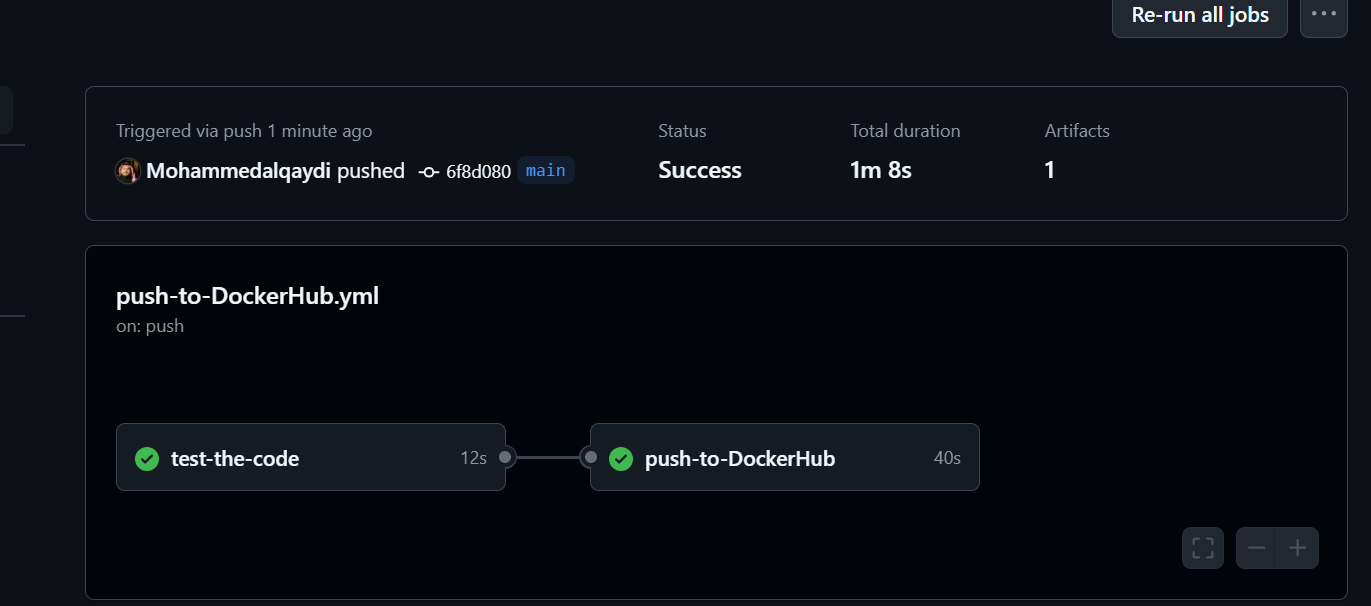 Re-run all jobs
Triggered via push 1 minute ago
Status
Total duration
Artifacts
Mohammedalqaydi pushed 6f8d080 main
Success
1m 8s
1
push-to-DockerHub.yml
on: push
test-the-code 12s
push-to-DockerHub 40s